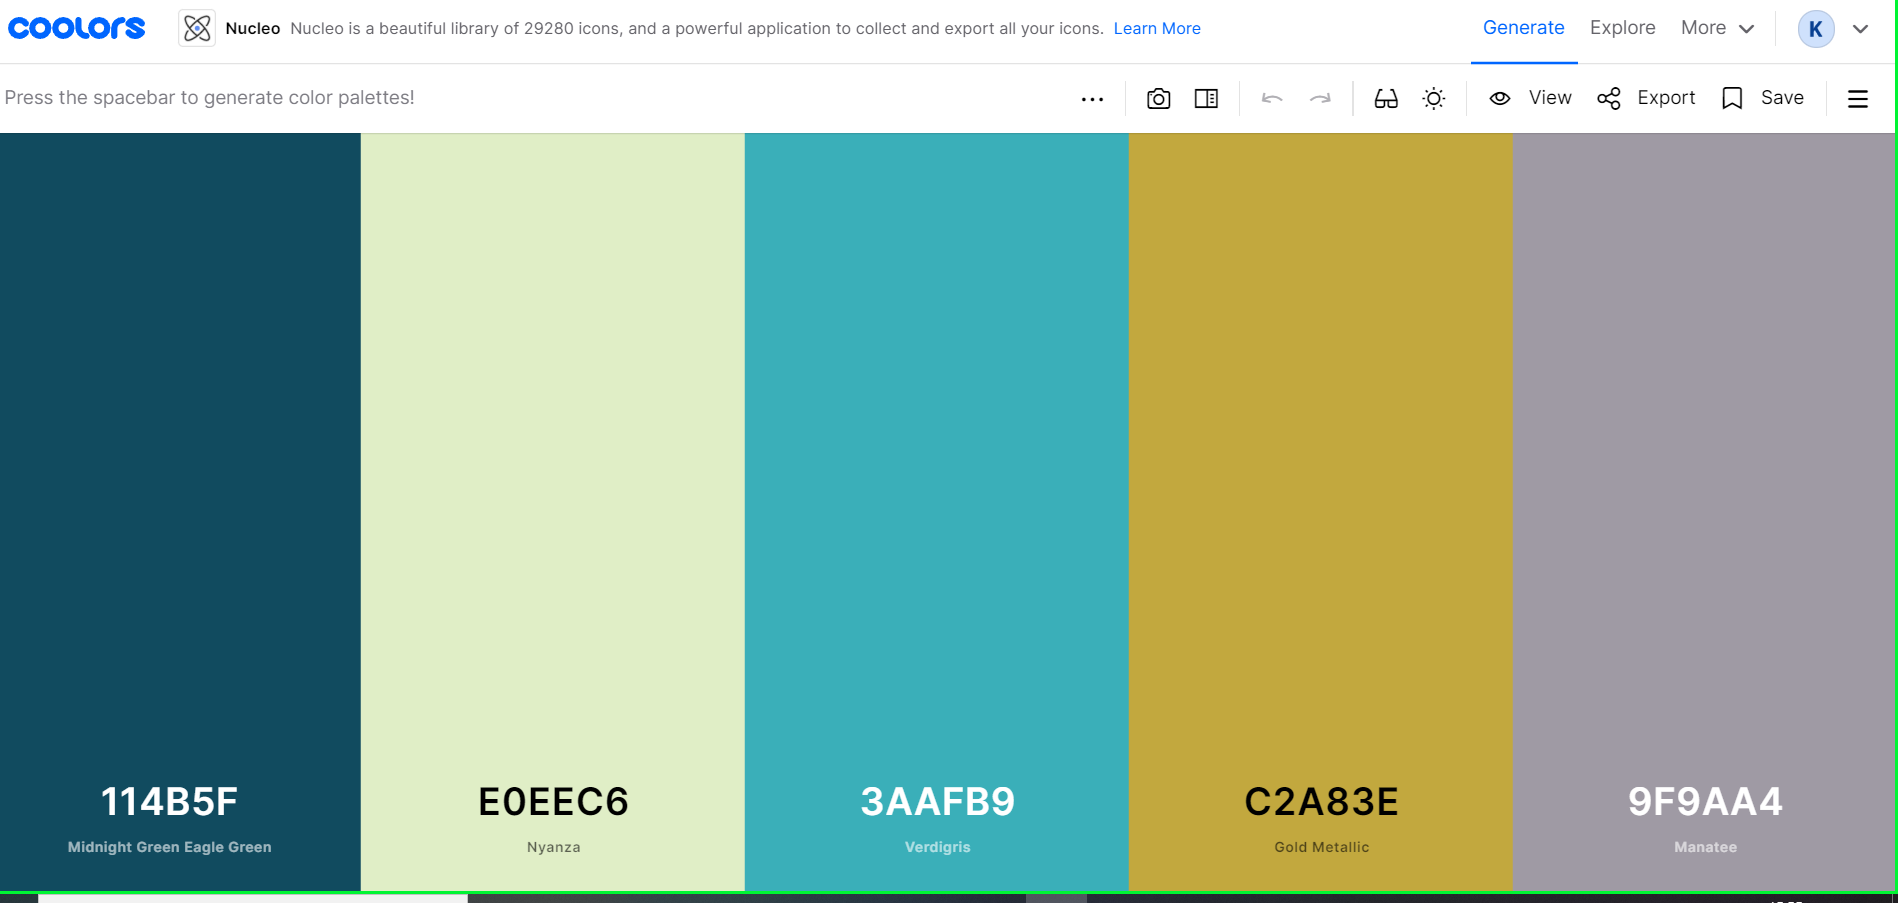 coolors
Nucleo Nucleo is a beautiful library of 29280 icons, and a powerful application to collect and export all your icons. Learn More
Generate Explore More K
Press the spacebar to generate color palettes!
View Export Save
114B5F E0EEC6 3AAFB9 C2A83E 9F9AA4
Midnight Green Eagle Green Nyanza Verdigris Gold Metallic Manatee